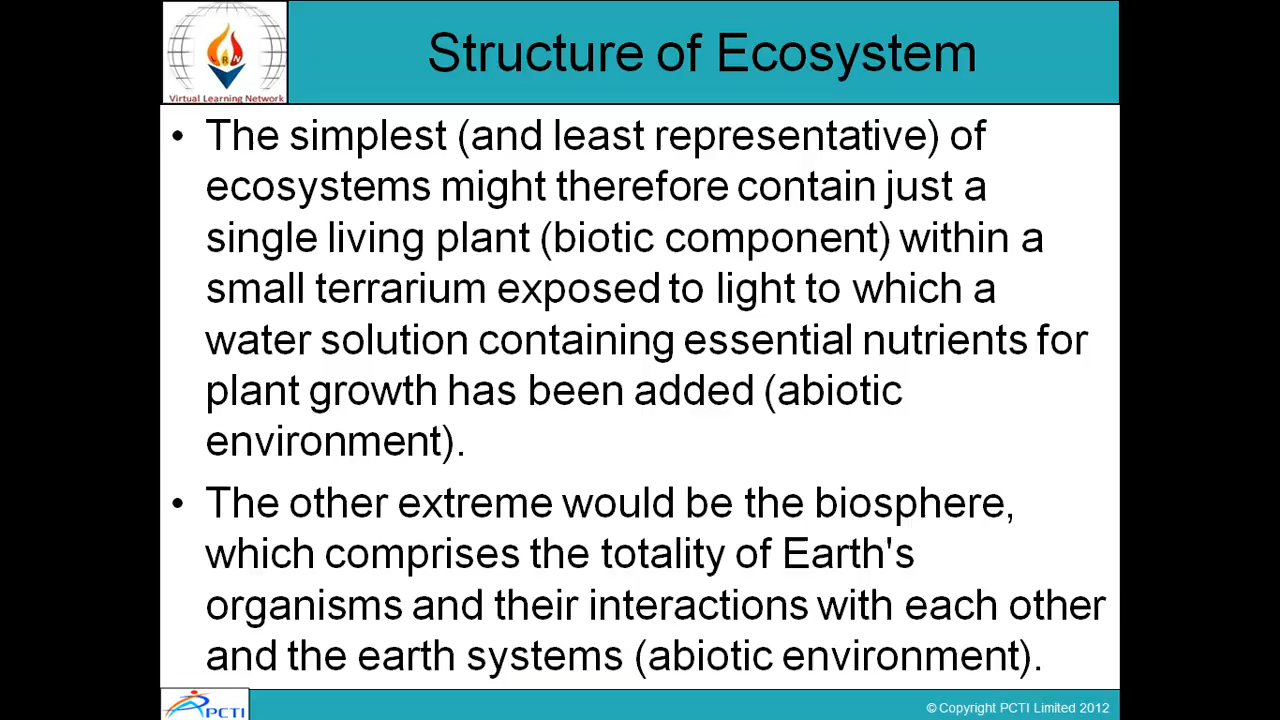 Structure of Ecosystem
Virtual Learning Network
• The simplest (and least representative) of
ecosystems might therefore contain just a
single living plant (biotic component) within a
small terrarium exposed to light to which a
water solution containing essential nutrients for
plant growth has been added (abiotic
environment).
• The other extreme would be the biosphere,
which comprises the totality of Earth's
organisms and their interactions with each other
and the earth systems (abiotic environment).
PCTI
© Copyright PCTI Limited 2012